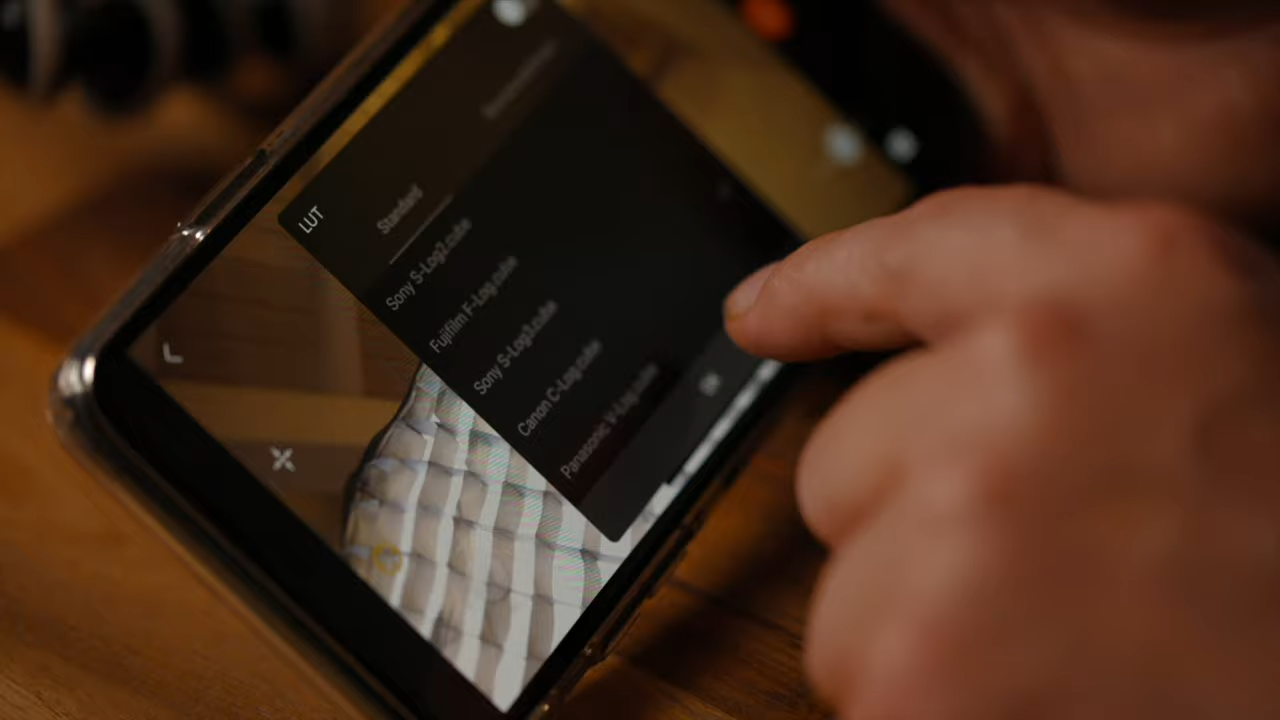 LUT
Standard
Sony S-Log2.cube
Fujifilm F-Log.cube
Sony S-Log3.cube
Canon C-Log.cube
Panasonic V-Log.cube